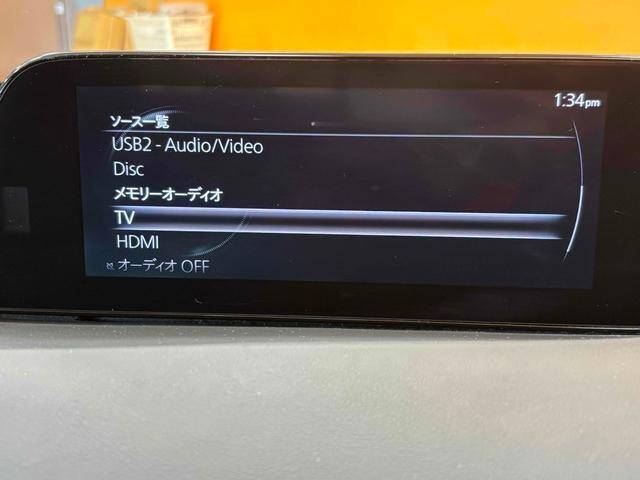 1:34pm
ソース一覧
USB2 - Audio/Video
Disc
メモリーオーディオ
TV
HDMI
オーディオ OFF